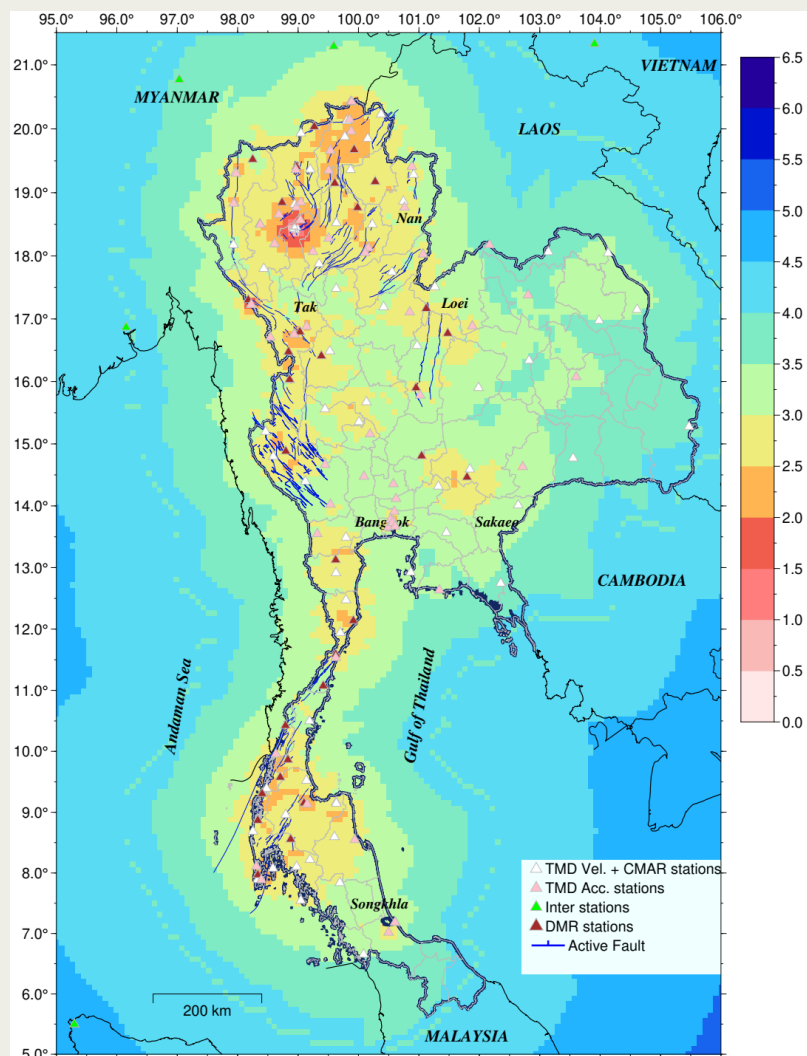 95.0° 96.0° 97.0° 98.0° 99.0° 100.0° 101.0° 102.0° 103.0° 104.0° 105.0° 106.0°
21.0°
20.0°
19.0°
18.0°
17.0°
16.0°
15.0°
14.0°
13.0°
12.0°
11.0°
10.0°
9.0°
8.0°
7.0°
6.0°
5.0°
VIETNAM
MYANMAR
LAOS
Nan
Tak
Loei
Bangkok
Sakaeo
CAMBODIA
Andaman Sea
Gulf of Thailand
Songkhla
MALAYSIA
200 km
TMD Vel. + CMAR stations
TMD Acc. stations
Inter stations
DMR stations
Active Fault
6.5
6.0
5.5
5.0
4.5
4.0
3.5
3.0
2.5
2.0
1.5
1.0
0.5
0.0